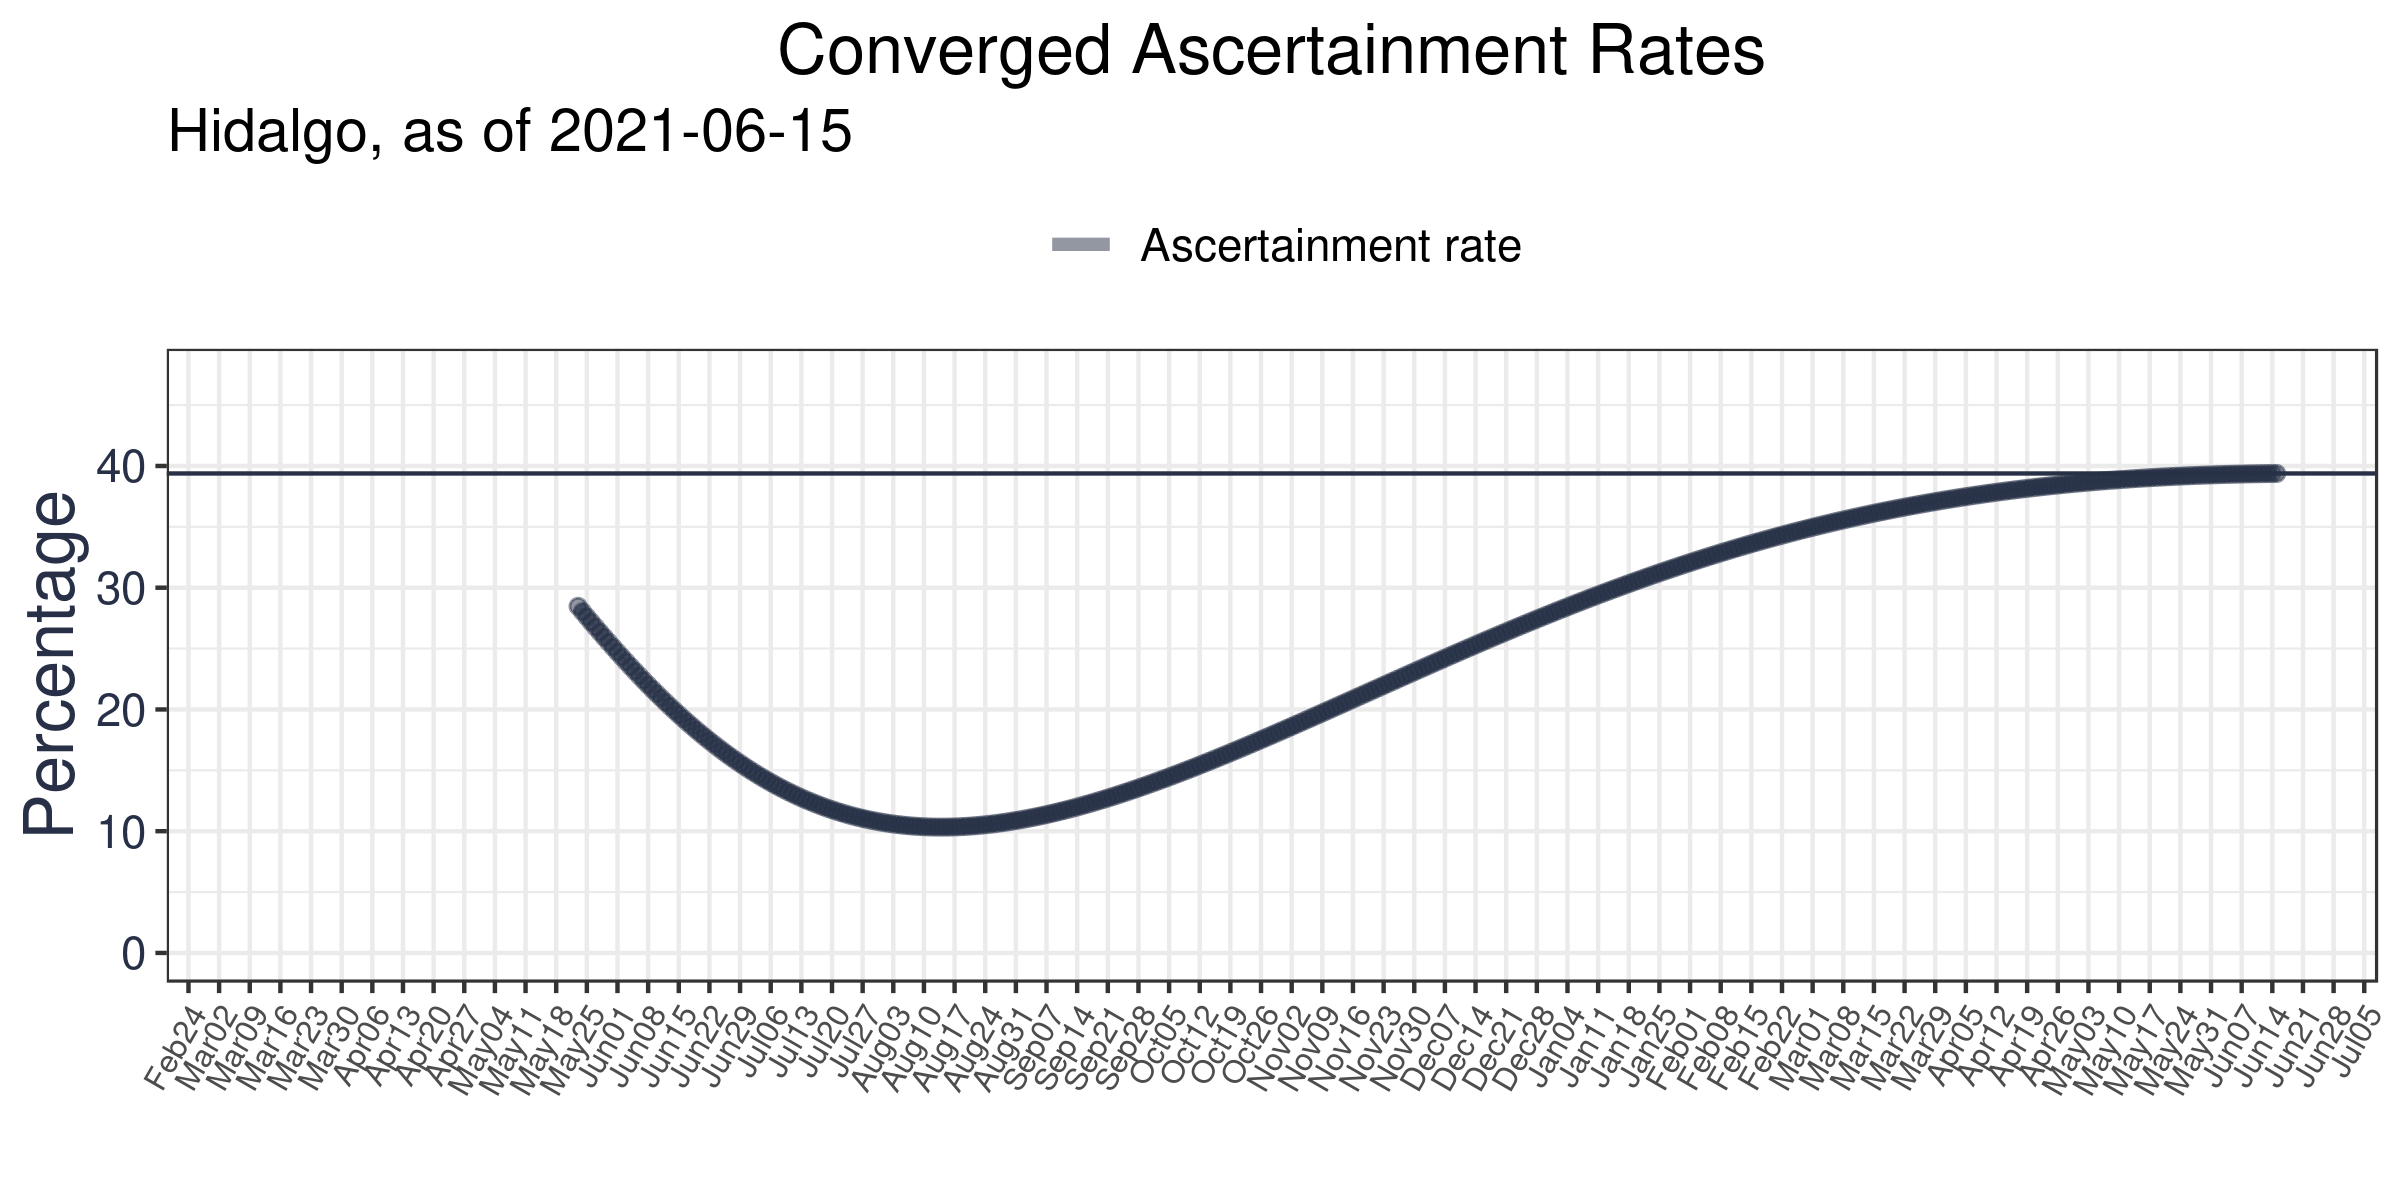 Converged Ascertainment Rates
Hidalgo, as of 2021-06-15
Ascertainment rate
Percentage
40
30
20
10
0
Feb24 Mar02 Mar09 Mar16 Mar23 Mar30 Apr06 Apr13 Apr20 Apr27 May04 May11 May18 May25 Jun01 Jun08 Jun15 Jun22 Jun29 Jul06 Jul13 Jul20 Jul27 Aug03 Aug10 Aug17 Aug24 Aug31 Sep07 Sep14 Sep21 Sep28 Oct05 Oct12 Oct19 Oct26 Nov02 Nov09 Nov16 Nov23 Nov30 Dec07 Dec14 Dec21 Dec28 Jan04 Jan11 Jan18 Jan25 Feb01 Feb08 Feb15 Feb22 Mar01 Mar08 Mar15 Mar22 Mar29 Apr05 Apr12 Apr19 Apr26 May03 May10 May17 May24 May31 Jun07 Jun14 Jun21 Jun28 Jul05